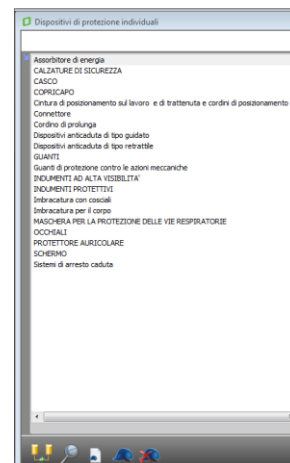 Dispositivi di protezione individuali
Assorbitore di energia
CALZATURE DI SICUREZZA
CASCO
COPRICAPO
Cintura di posizionamento sul lavoro e di trattenuta e cordini di posizionamento
Connettore
Cordino di prolunga
Dispositivi anticaduta di tipo guidato
Dispositivi anticaduta di tipo retrattile
GUANTI
Guanti di protezione contro le azioni meccaniche
INDUMENTI AD ALTA VISIBILITA'
INDUMENTI PROTETTIVI
Imbracatura con cosciali
Imbracatura per il corpo
MASCHERA PER LA PROTEZIONE DELLE VIE RESPIRATORIE
OCCHIALI
PROTETTORE AURICOLARE
SCHERMO
Sistemi di arresto caduta